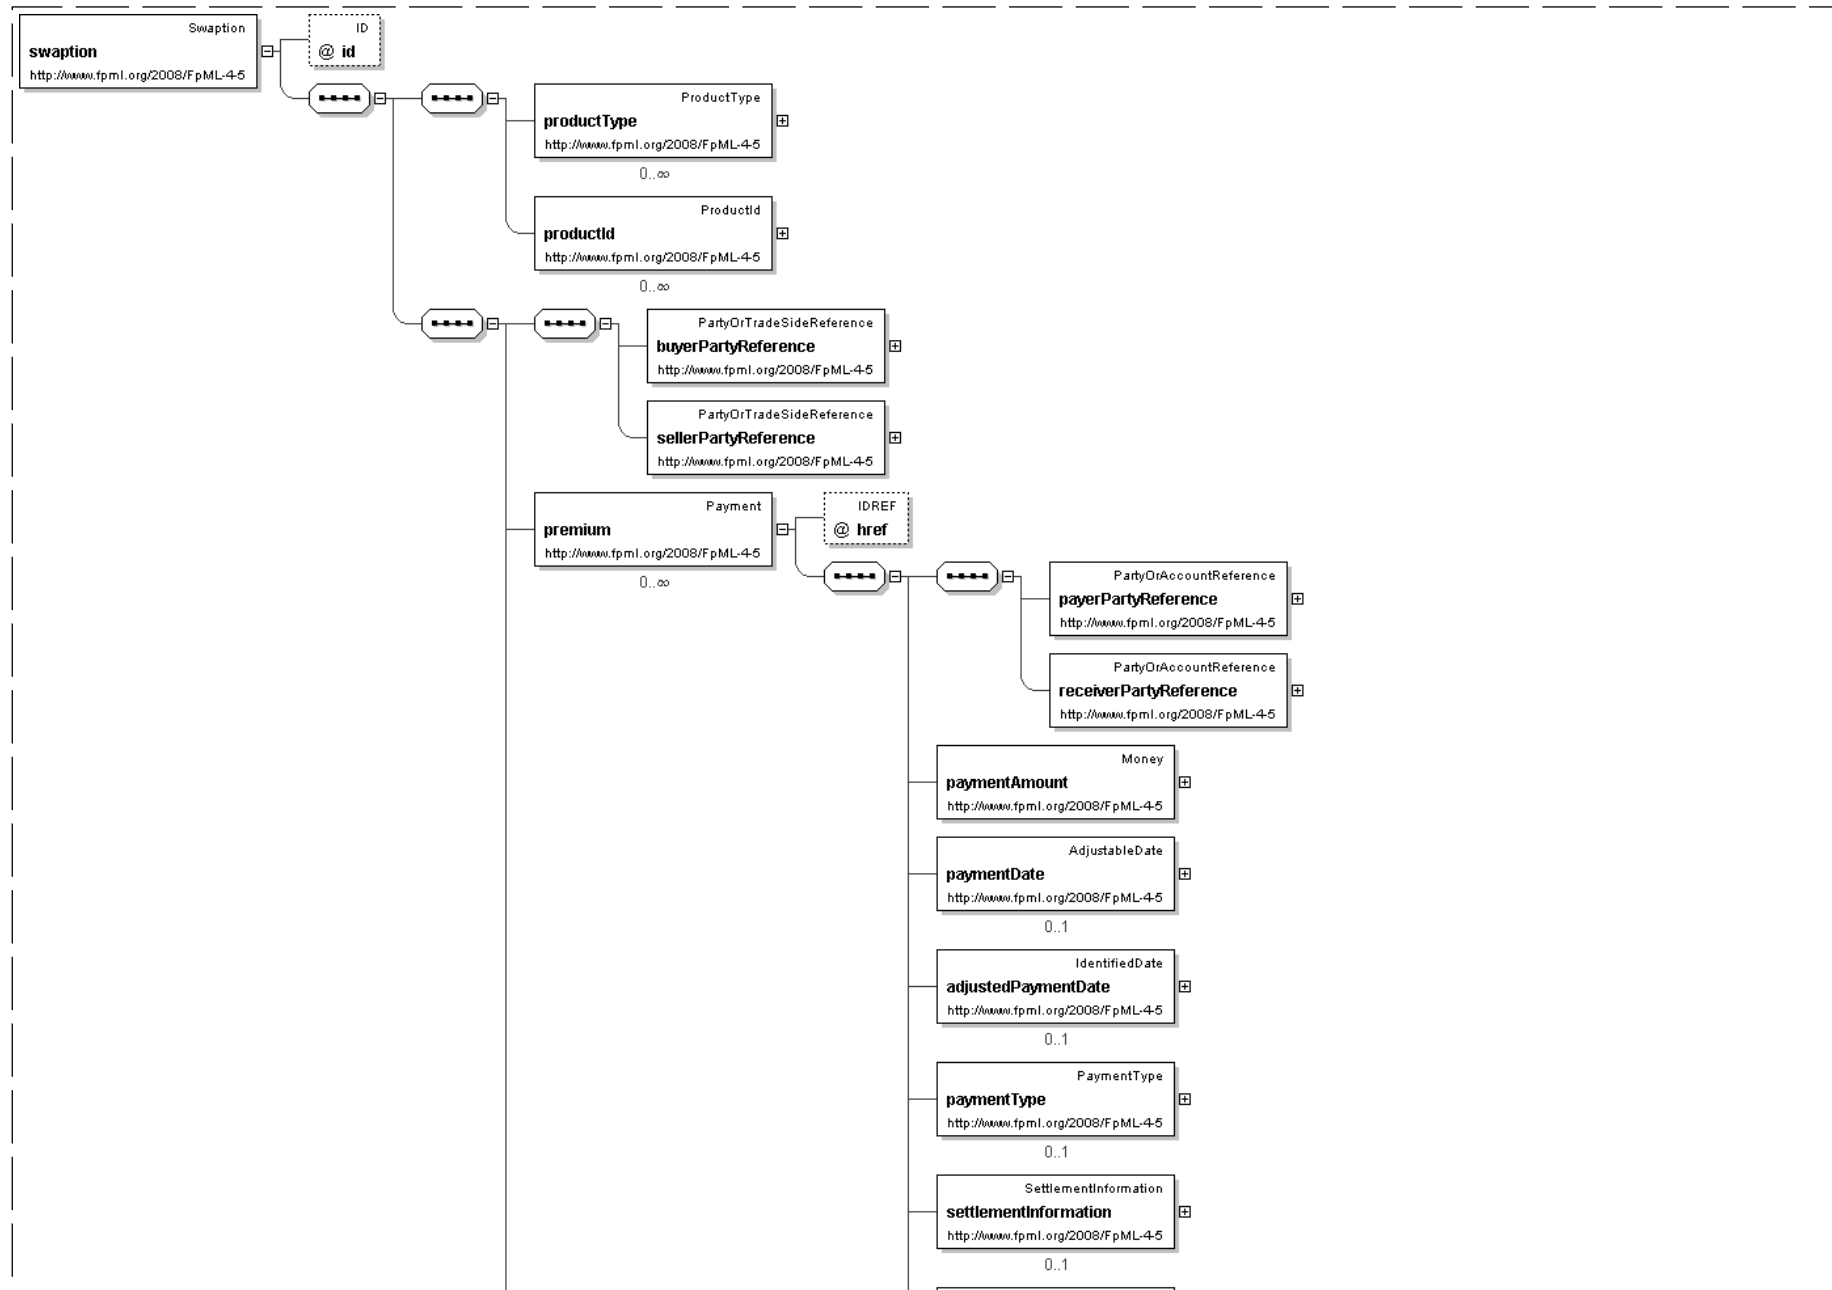 Swaption
swaption
http://www.fpml.org/2008/FpML-4-5
ID
@ id
ProductType
productType
http://www.fpml.org/2008/FpML-4-5
0..∞
ProductId
productId
http://www.fpml.org/2008/FpML-4-5
0..∞
PartyOrTradeSideReference
buyerPartyReference
http://www.fpml.org/2008/FpML-4-5
PartyOrTradeSideReference
sellerPartyReference
http://www.fpml.org/2008/FpML-4-5
Payment
premium
http://www.fpml.org/2008/FpML-4-5
0..∞
IDREF
@ href
PartyOrAccountReference
payerPartyReference
http://www.fpml.org/2008/FpML-4-5
PartyOrAccountReference
receiverPartyReference
http://www.fpml.org/2008/FpML-4-5
Money
paymentAmount
http://www.fpml.org/2008/FpML-4-5
AdjustableDate
paymentDate
http://www.fpml.org/2008/FpML-4-5
0..1
IdentifiedDate
adjustedPaymentDate
http://www.fpml.org/2008/FpML-4-5
0..1
PaymentType
paymentType
http://www.fpml.org/2008/FpML-4-5
0..1
SettlementInformation
settlementInformation
http://www.fpml.org/2008/FpML-4-5
0..1